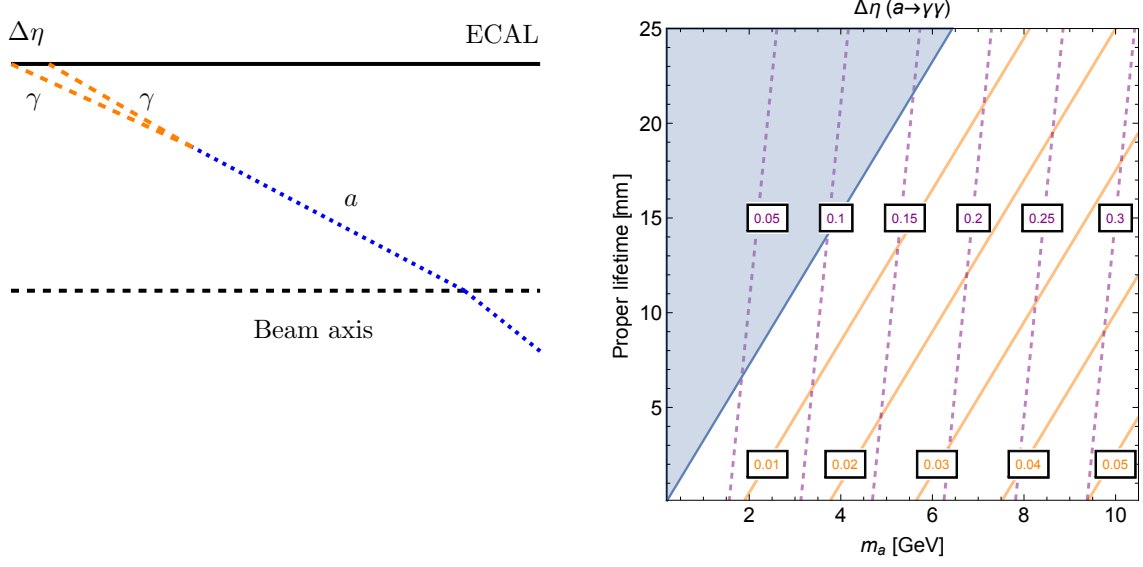 Δη
ECAL
γ
γ
a
Beam axis
Δη (a→γγ)
Proper lifetime [mm]
25
20
15
10
5
0.05
0.1
0.15
0.2
0.25
0.3
0.01
0.02
0.03
0.04
0.05
2
4
6
8
10
m_a [GeV]